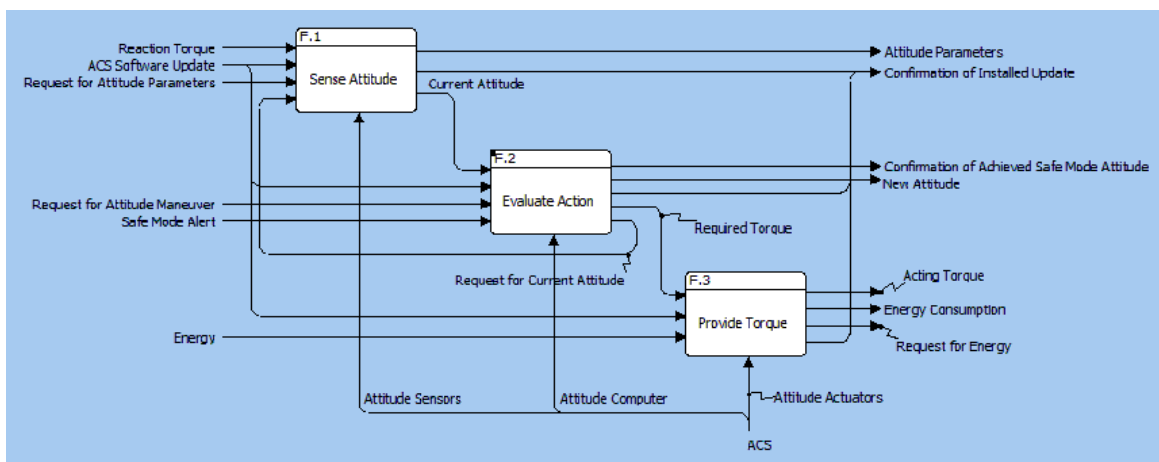 F.1
Reaction Torque
Attitude Parameters
ACS Software Update
Confirmation of Installed Update
Request for Attitude Parameters
Sense Attitude
Current Attitude
F.2
Confirmation of Achieved Safe Mode Attitude
New Attitude
Request for Attitude Maneuver
Evaluate Action
Safe Mode Alert
Required Torque
Request for Current Attitude
F.3
Acting Torque
Energy Consumption
Provide Torque
Energy
Request for Energy
Attitude Sensors
Attitude Computer
Attitude Actuators
ACS